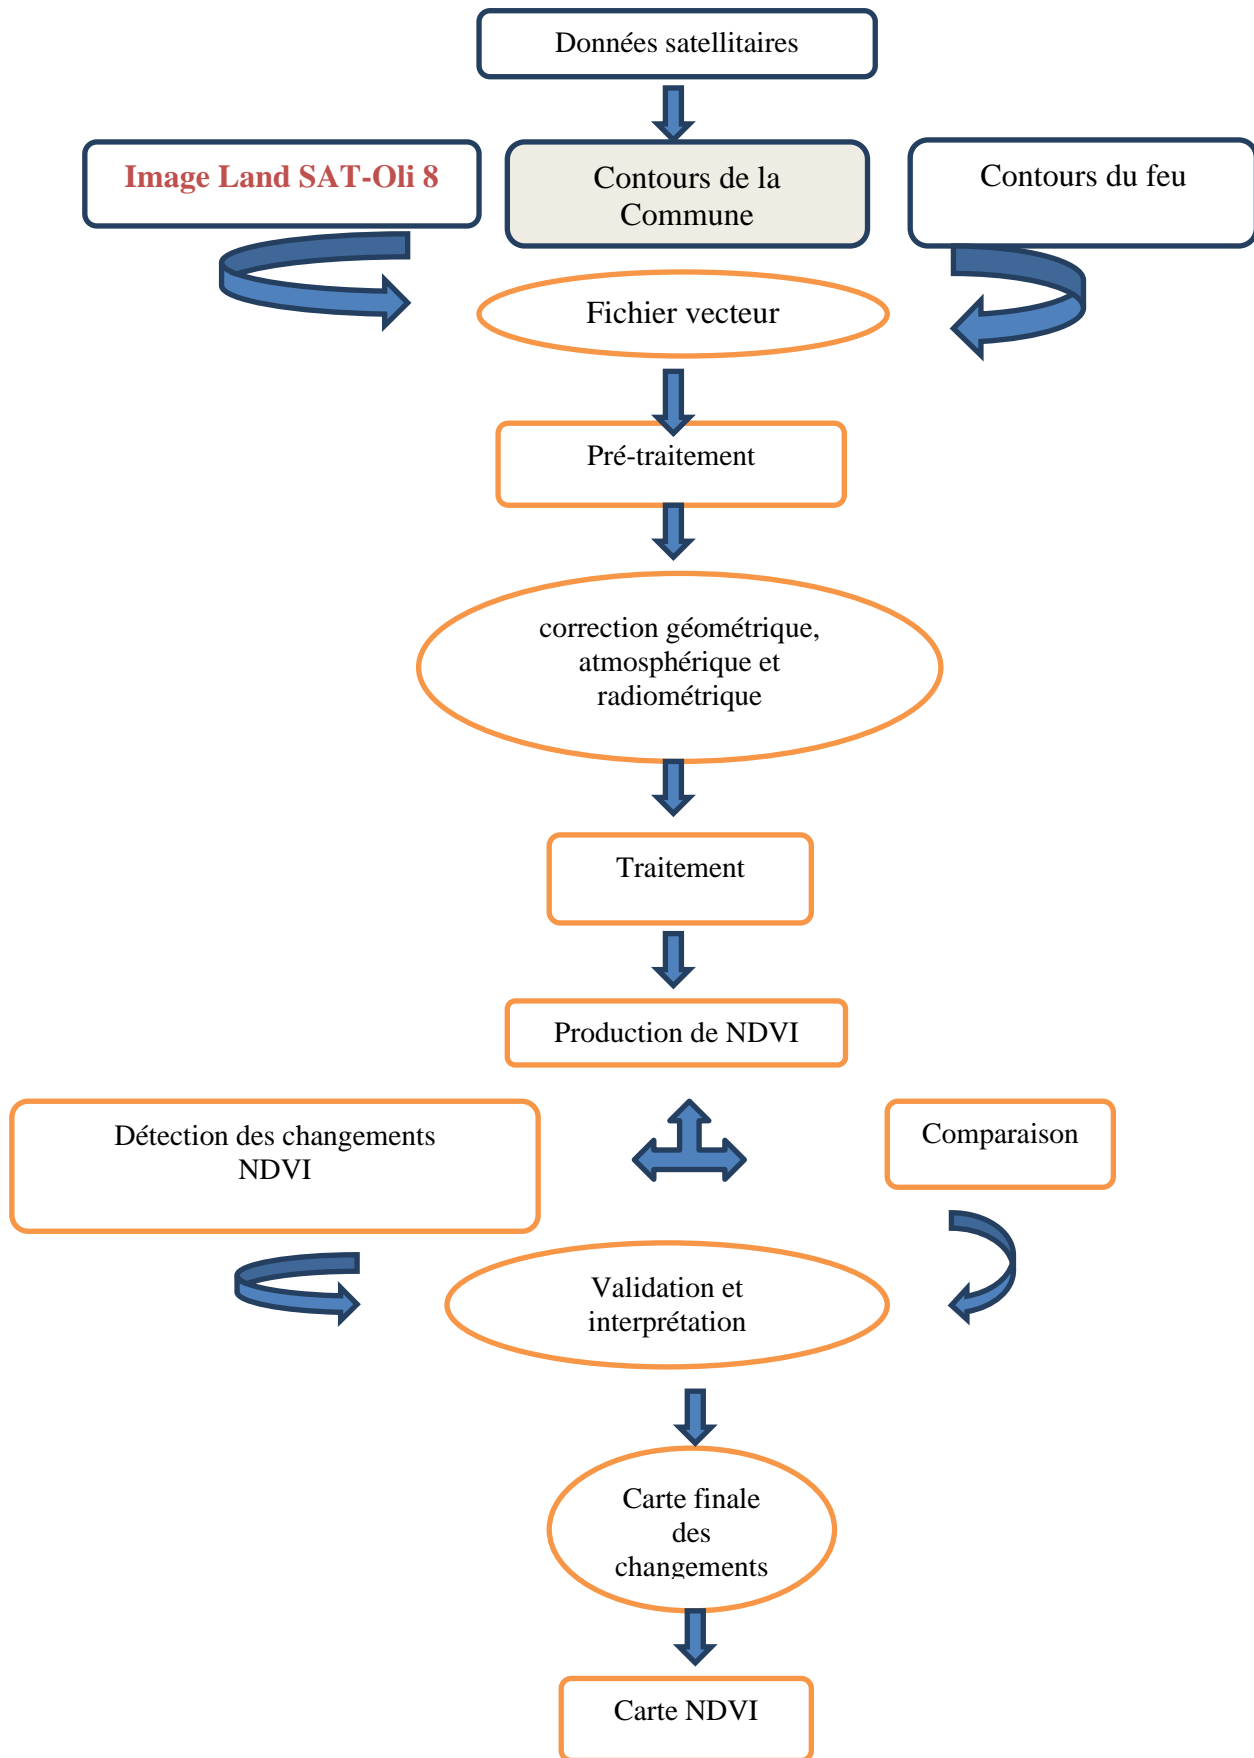 Données satellitaires
Image Land SAT-Oli 8
Contours de la
Commune
Contours du feu
Fichier vecteur
Pré-traitement
correction géométrique,
atmosphérique et
radiométrique
Traitement
Production de NDVI
Détection des changements
NDVI
Comparaison
Validation et
interprétation
Carte finale
des
changements
Carte NDVI